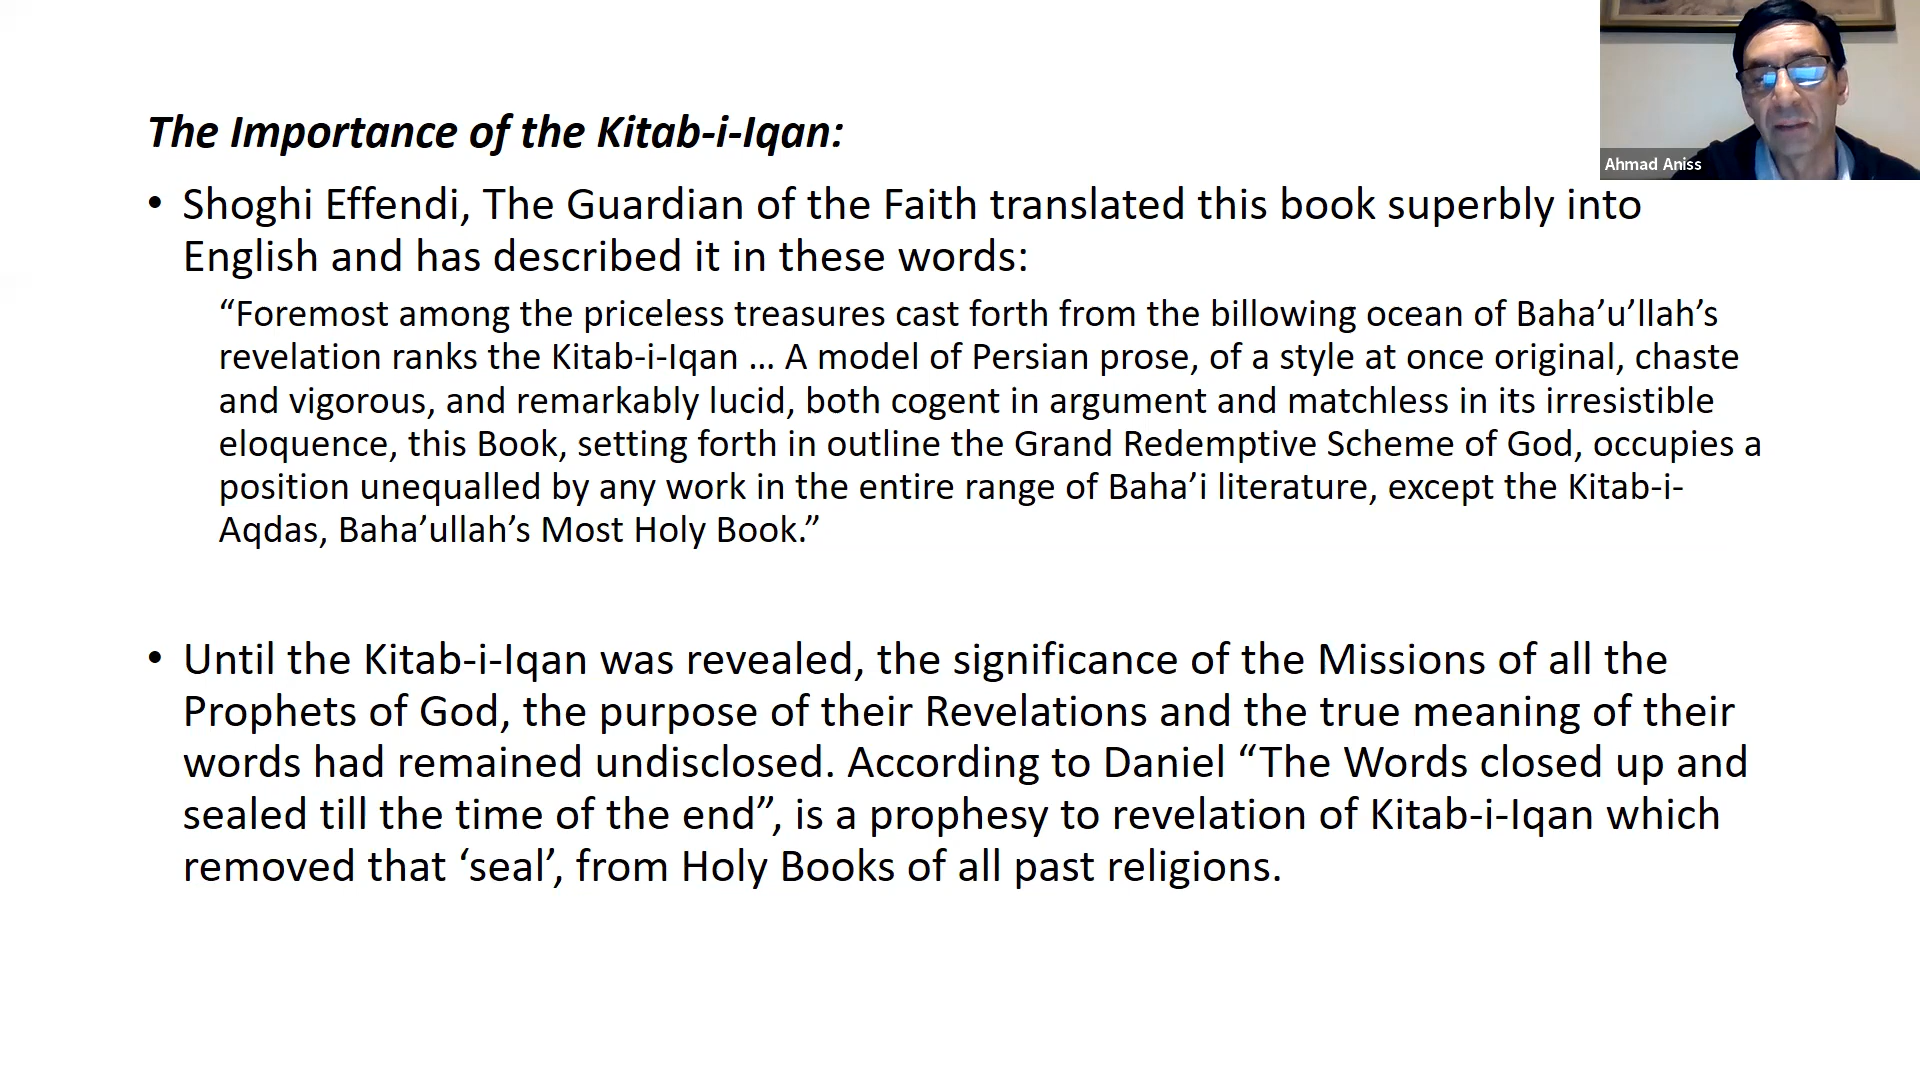 Ahmad Aniss
The Importance of the Kitab-i-Iqan:
• Shoghi Effendi, The Guardian of the Faith translated this book superbly into
English and has described it in these words:
“Foremost among the priceless treasures cast forth from the billowing ocean of Baha’u’llah’s
revelation ranks the Kitab-i-Iqan ... A model of Persian prose, of a style at once original, chaste
and vigorous, and remarkably lucid, both cogent in argument and matchless in its irresistible
eloquence, this Book, setting forth in outline the Grand Redemptive Scheme of God, occupies a
position unequalled by any work in the entire range of Baha’i literature, except the Kitab-i-
Aqdas, Baha’ullah’s Most Holy Book.”
• Until the Kitab-i-Iqan was revealed, the significance of the Missions of all the
Prophets of God, the purpose of their Revelations and the true meaning of their
words had remained undisclosed. According to Daniel “The Words closed up and
sealed till the time of the end”, is a prophesy to revelation of Kitab-i-Iqan which
removed that ‘seal’, from Holy Books of all past religions.